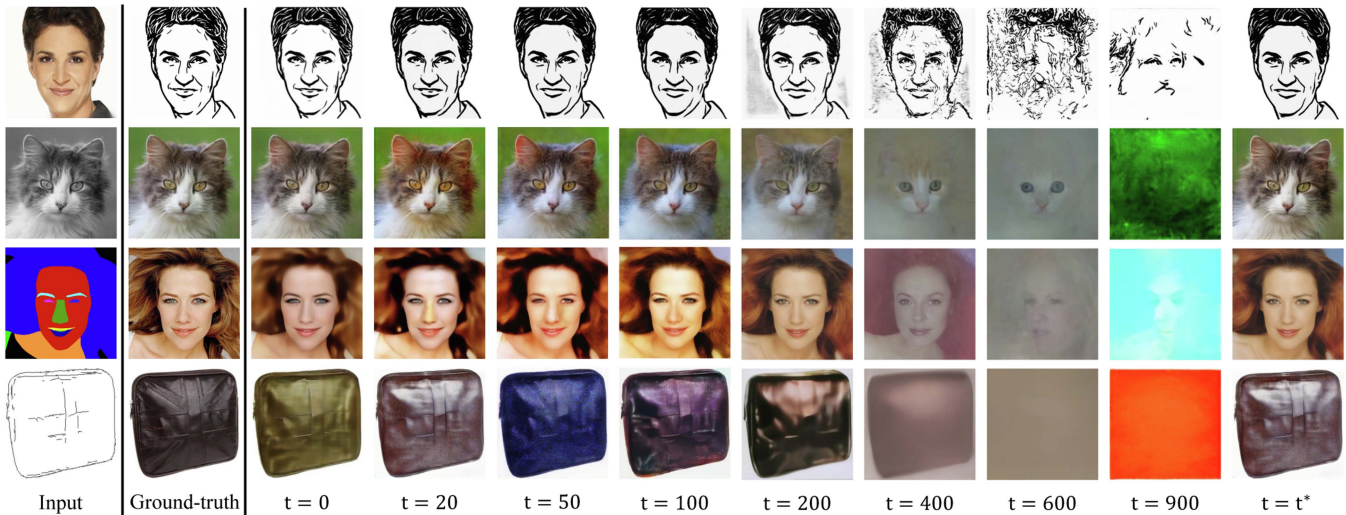 Input Ground-truth t = 0 t = 20 t = 50 t = 100 t = 200 t = 400 t = 600 t = 900 t = t*